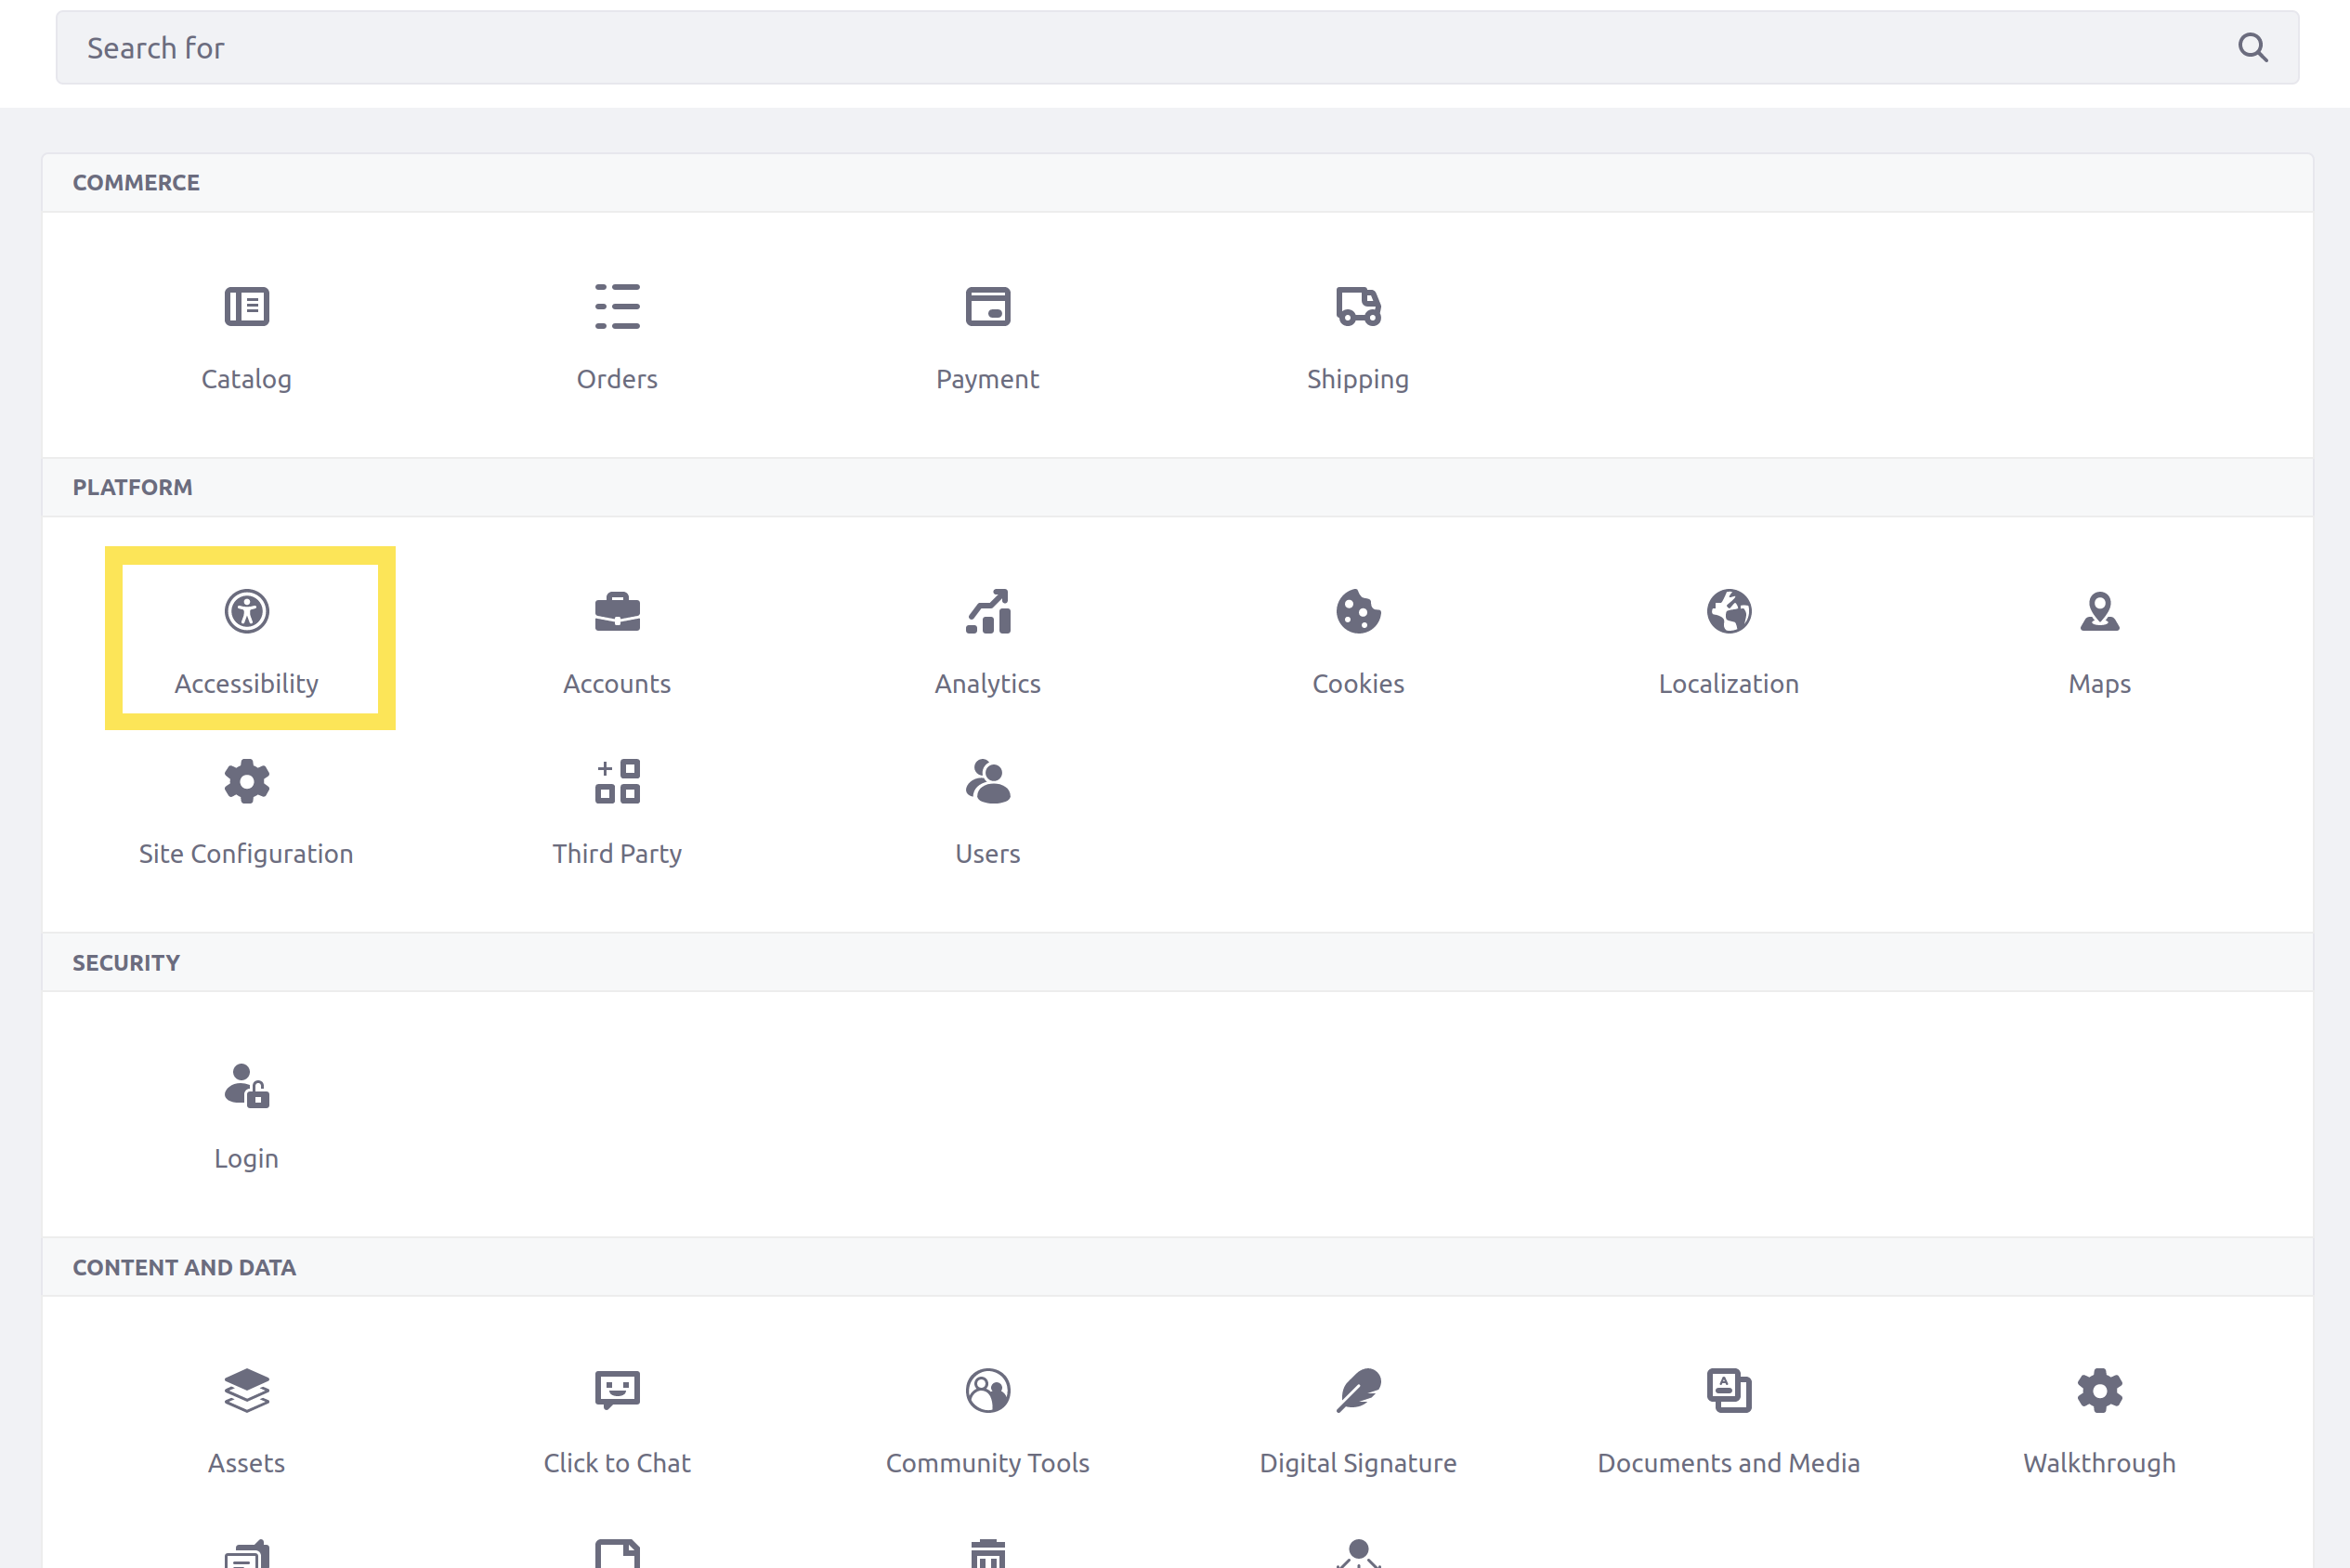 Search for
COMMERCE
Catalog Orders Payment Shipping
PLATFORM
Accessibility Accounts Analytics Cookies Localization Maps
Site Configuration Third Party Users
SECURITY
Login
CONTENT AND DATA
Assets Click to Chat Community Tools Digital Signature Documents and Media Walkthrough